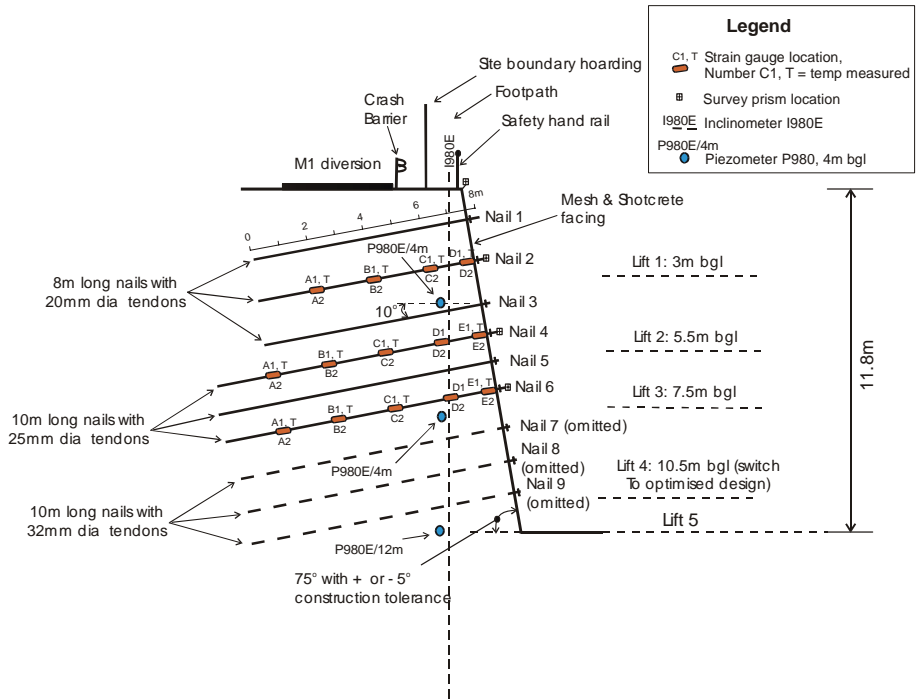 Legend
C1, T
Strain gauge location,
Number C1, T = temp measured
Survey prism location
I980E
Inclinometer I980E
P980E/4m
Piezometer P980, 4m bgl
Site boundary hoarding
Footpath
Crash
Barrier
Safety hand rail
I980E
M1 diversion
8m
6
4
2
0
Mesh & Shotcrete
facing
Nail 1
P980E/4m
D1, T
Nail 2
C1, T
B1, T
A1, T
D2
C2
B2
A2
Lift 1: 3m bgl
8m long nails with
20mm dia tendons
Nail 3
10°
E1, T
Nail 4
D1
C1, T
B1, T
A1, T
E2
D2
C2
B2
A2
Lift 2: 5.5m bgl
11.8m
Nail 5
Nail 6
E1, T
D1
C1, T
B1, T
A1, T
E2
D2
C2
B2
A2
Lift 3: 7.5m bgl
10m long nails with
25mm dia tendons
Nail 7 (omitted)
Nail 8
(omitted)
P980E/4m
Lift 4: 10.5m bgl (switch
To optimised design)
Nail 9
(omitted)
10m long nails with
32mm dia tendons
Lift 5
P980E/12m
75° with + or - 5°
construction tolerance